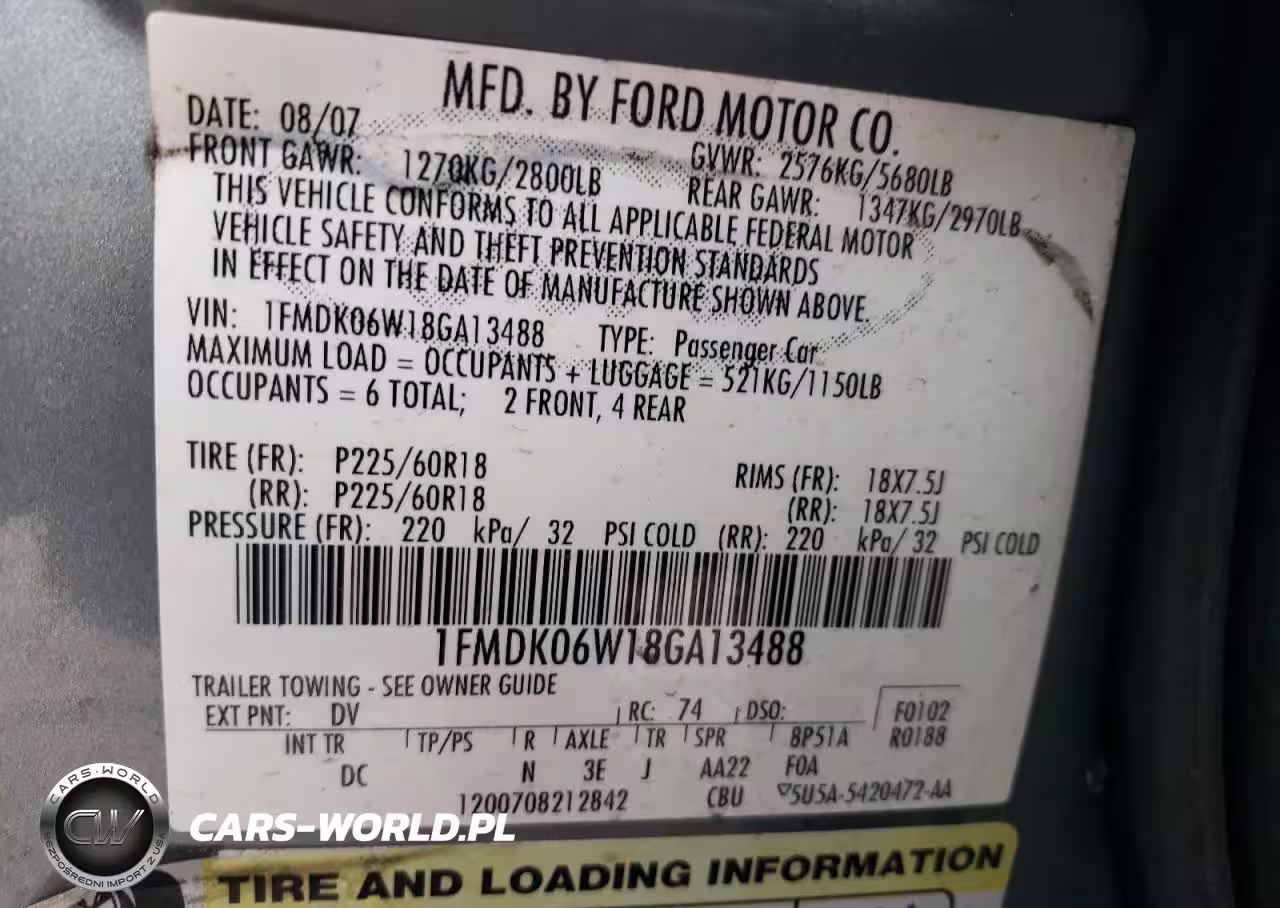 MFD. BY FORD MOTOR CO.
DATE: 08/07 GVWR: 2576KG/5680LB
FRONT GAWR: 1270KG/2800LB REAR GAWR: 1347KG/2970LB
THIS VEHICLE CONFORMS TO ALL APPLICABLE FEDERAL MOTOR
VEHICLE SAFETY AND THEFT PREVENTION STANDARDS
IN EFFECT ON THE DATE OF MANUFACTURE SHOWN ABOVE.
VIN: 1FMDK06W18GA13488 TYPE: Passenger Car
MAXIMUM LOAD = OCCUPANTS + LUGGAGE = 521KG/1150LB
OCCUPANTS = 6 TOTAL; 2 FRONT, 4 REAR
TIRE (FR): P225/60R18 RIMS (FR): 18X7.5J
(RR): P225/60R18 (RR): 18X7.5J
PRESSURE (FR): 220 kPa/ 32 PSI COLD (RR): 220 kPa/ 32 PSI COLD
1FMDK06W18GA13488
TRAILER TOWING - SEE OWNER GUIDE
EXT PNT: DV RC: 74 DSO: F0102
INT TR TP/PS R AXLE TR SPR 8P51A R0188
DC N 3E J AA22 F0A
1200708212842 CBU 5U5A-5420472-AA
CARS-WORLD
CW
BEZPOŚREDNI IMPORT Z USA
CARS-WORLD.PL
TIRE AND LOADING INFORMATION